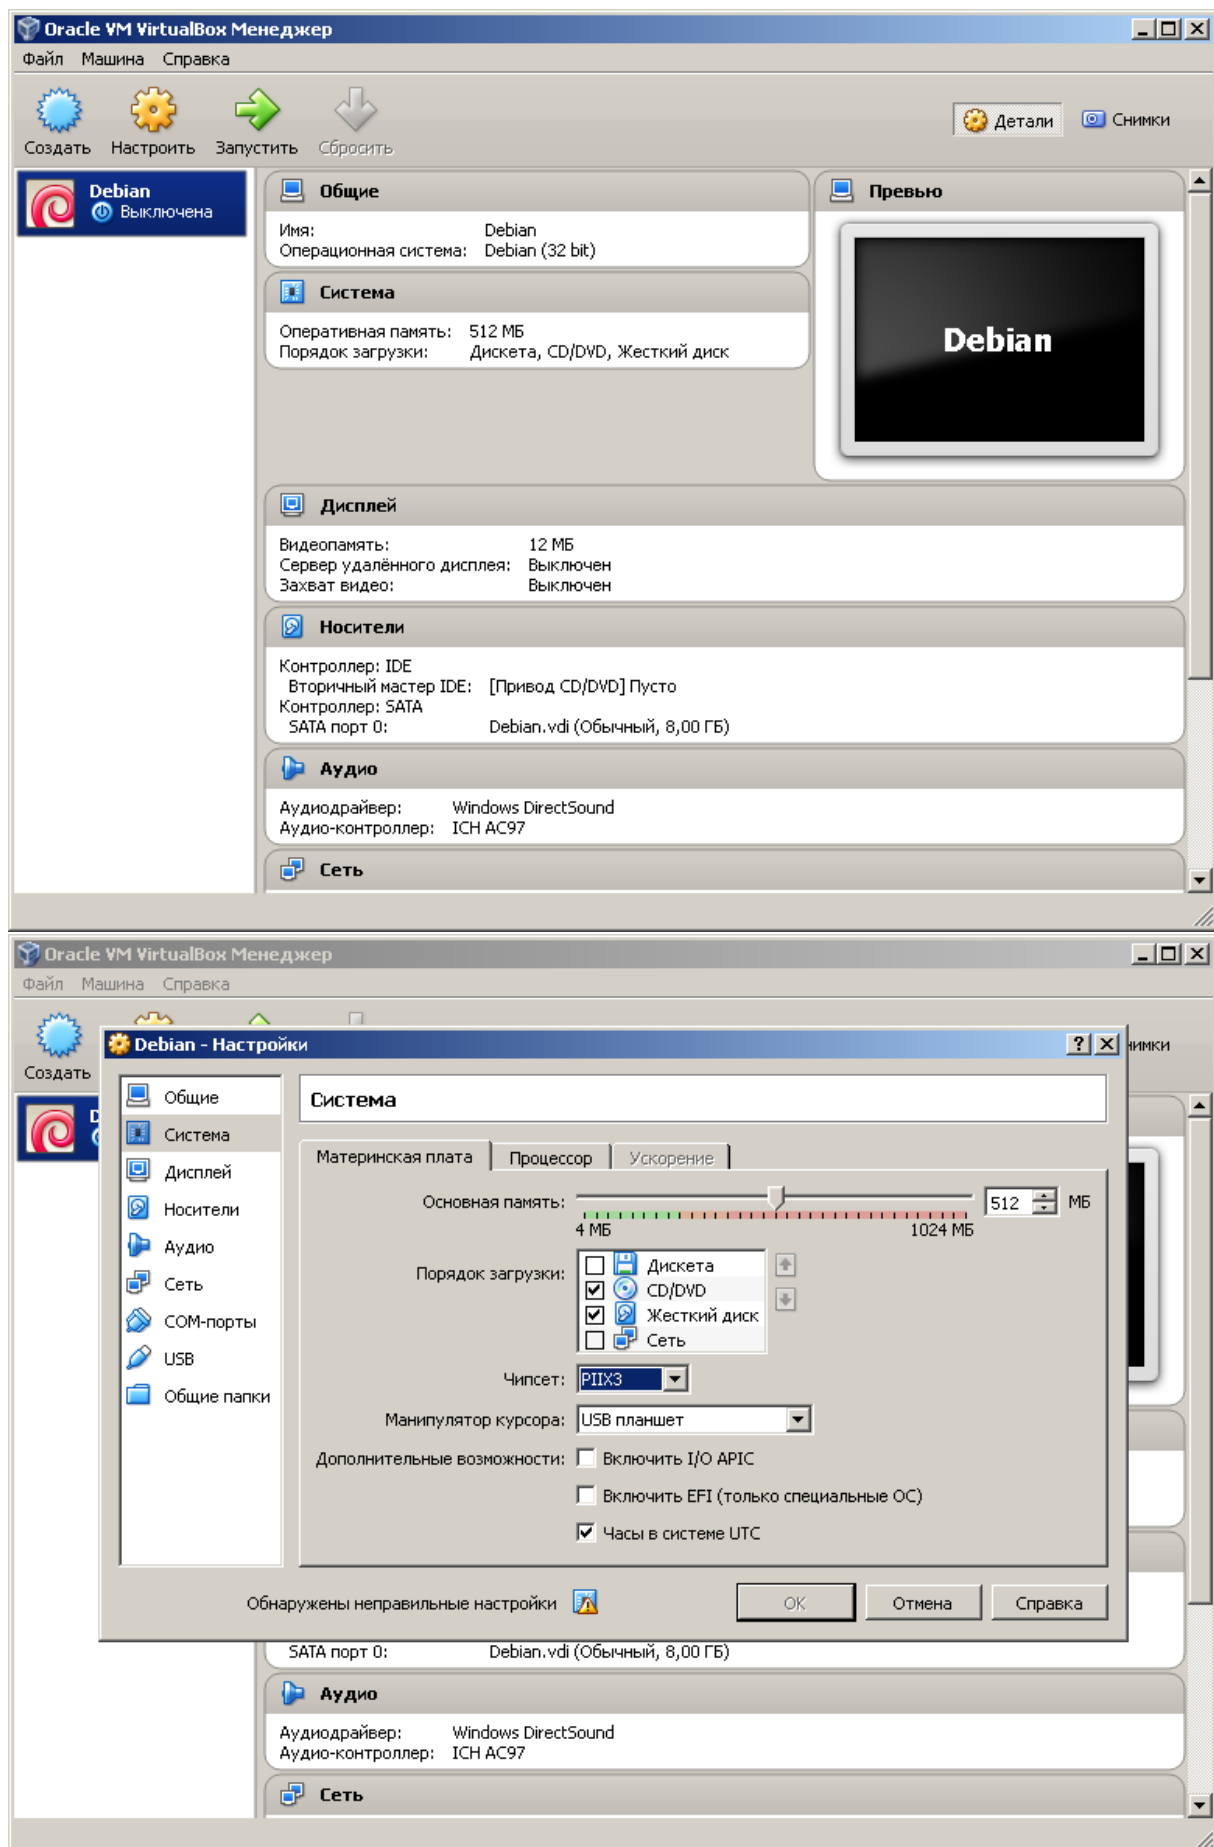 Oracle VM VirtualBox Менеджер
Файл Машина Справка
Создать Настроить Запустить Сбросить Детали Снимки
Debian
Выключена
Общие
Имя: Debian
Операционная система: Debian (32 bit)
Превью
Debian
Система
Оперативная память: 512 МБ
Порядок загрузки: Дискета, CD/DVD, Жесткий диск
Дисплей
Видеопамять: 12 МБ
Сервер удалённого дисплея: Выключен
Захват видео: Выключен
Носители
Контроллер: IDE
Вторичный мастер IDE: [Привод CD/DVD] Пусто
Контроллер: SATA
SATA порт 0: Debian.vdi (Обычный, 8,00 ГБ)
Аудио
Аудиодрайвер: Windows DirectSound
Аудио-контроллер: ICH AC97
Сеть
Oracle VM VirtualBox Менеджер
Файл Машина Справка
Создать нимки
Debian - Настройки
Общие
Система
Дисплей
Носители
Аудио
Сеть
COM-порты
USB
Общие папки
Система
Материнская плата Процессор Ускорение
Основная память: 512 МБ
4 МБ 1024 МБ
Порядок загрузки: Дискета
CD/DVD
Жесткий диск
Сеть
Чипсет: PIIX3
Манипулятор курсора: USB планшет
Дополнительные возможности: Включить I/O APIC
Включить EFI (только специальные ОС)
Часы в системе UTC
Обнаружены неправильные настройки OK Отмена Справка
SATA порт 0: Debian.vdi (Обычный, 8,00 ГБ)
Аудио
Аудиодрайвер: Windows DirectSound
Аудио-контроллер: ICH AC97
Сеть